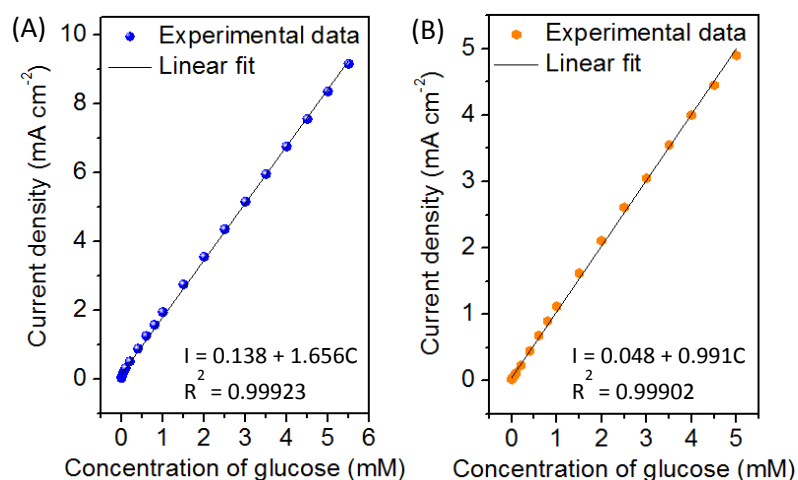 (A)
Experimental data
Linear fit
Current density (mA cm-2)
10
8
6
4
2
0
I = 0.138 + 1.656C
R2 = 0.99923
0 1 2 3 4 5 6
Concentration of glucose (mM)
(B)
Experimental data
Linear fit
Current density (mA cm-2)
5
4
3
2
1
0
I = 0.048 + 0.991C
R2 = 0.99902
0 1 2 3 4 5
Concentration of glucose (mM)